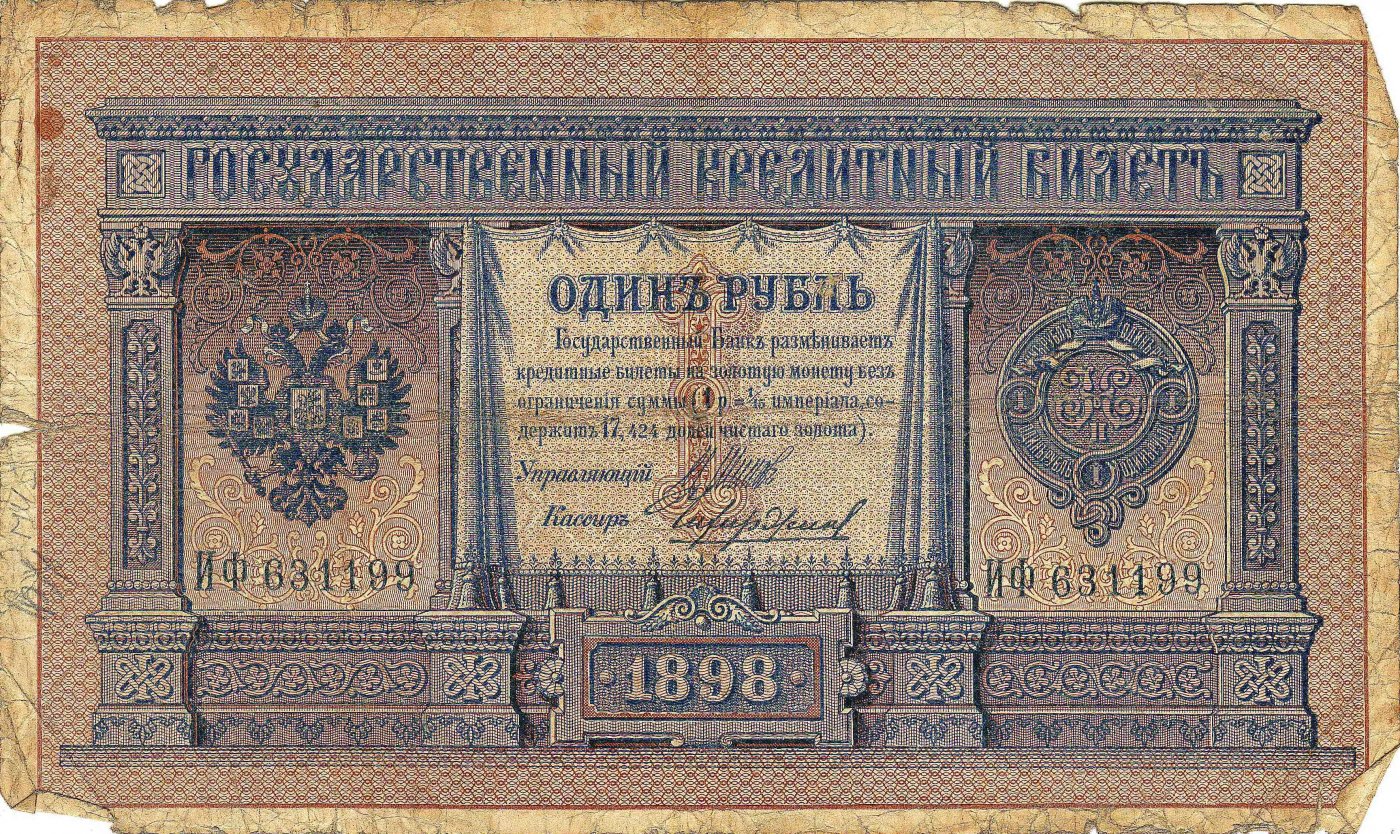 ГОСУДАРСТВЕННЫЙ КРЕДИТНЫЙ БИЛЕТЪ
ОДИНЪ РУБЛЬ
Государственный Банкъ размѣниваетъ
кредитные билеты на золотую монету безъ
ограниченія суммы (1 р.= 1/15 имперіала, со-
держитъ 17,424 долей чистаго золота).
Управляющій
Кассиръ
ИФ 631199
ИФ 631199
1898